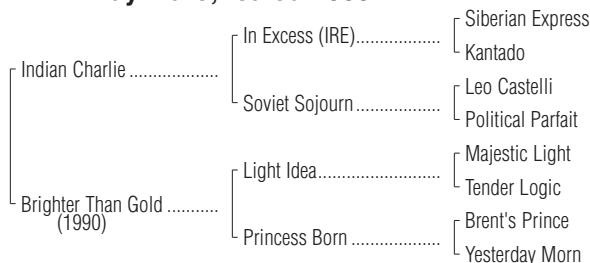 Siberian Express
In Excess (IRE)...................
Kantado
Indian Charlie ....................
Leo Castelli
Soviet Sojourn ...................
Political Parfait
Majestic Light
Light Idea..........................
Tender Logic
Brighter Than Gold ...........
(1990)
Brent's Prince
Princess Born ....................
Yesterday Morn